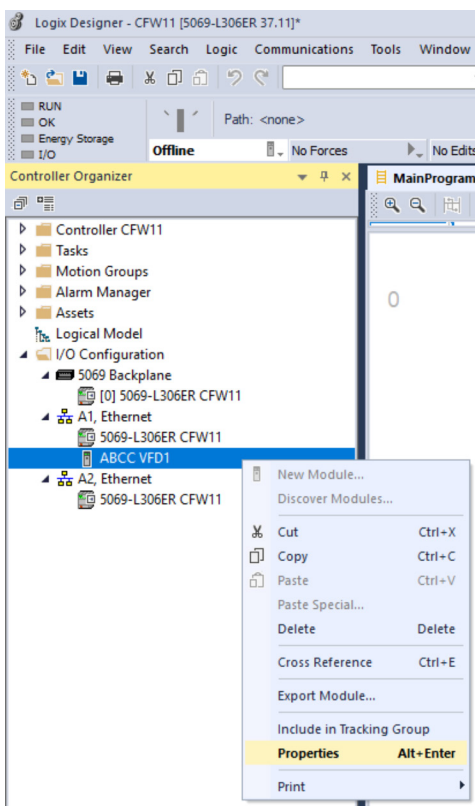 Logix Designer - CFW11 [5069-L306ER 37.11]*
File Edit View Search Logic Communications Tools Window
RUN
OK
Energy Storage
I/O
Path: <none>
Offline No Forces No Edits
Controller Organizer
MainProgram
Controller CFW11
Tasks
Motion Groups
Alarm Manager
Assets
Logical Model
I/O Configuration
5069 Backplane
[0] 5069-L306ER CFW11
A1, Ethernet
5069-L306ER CFW11
ABCC VFD1
A2, Ethernet
5069-L306ER CFW11
0
New Module...
Discover Modules...
Cut Ctrl+X
Copy Ctrl+C
Paste Ctrl+V
Paste Special...
Delete Delete
Cross Reference Ctrl+E
Export Module...
Include in Tracking Group
Properties Alt+Enter
Print